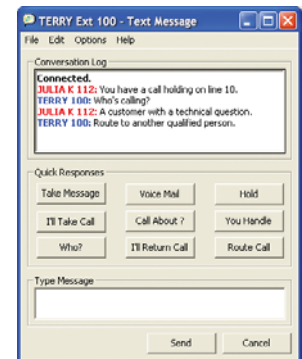 TERRY Ext 100 - Text Message
File Edit Options Help
Conversation Log
Connected.
JULIA K 112: You have a call holding on line 10.
TERRY 100: Who's calling?
JULIA K 112: A customer with a technical question.
TERRY 100: Route to another qualified person.
Quick Responses
Take Message Voice Mail Hold
I'll Take Call Call About ? You Handle
Who? I'll Return Call Route Call
Type Message
Send Cancel